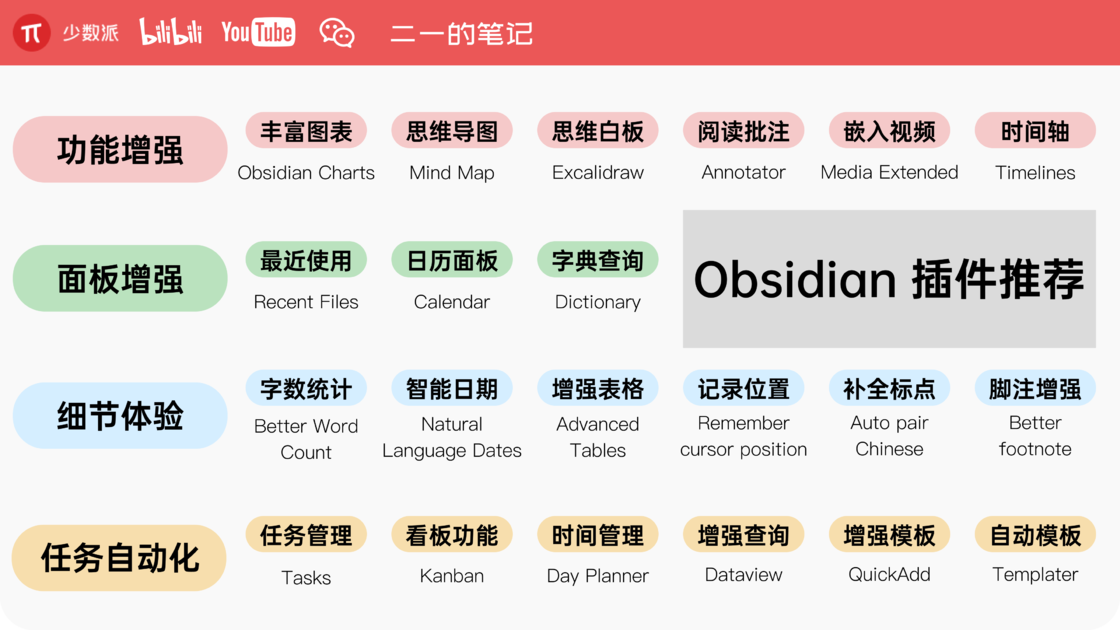 π 少数派 bilibili YouTube 二一的笔记
功能增强
丰富图表 思维导图 思维白板 阅读批注 嵌入视频 时间轴
Obsidian Charts Mind Map Excalidraw Annotator Media Extended Timelines
面板增强
最近使用 日历面板 字典查询
Recent Files Calendar Dictionary
Obsidian 插件推荐
细节体验
字数统计 智能日期 增强表格 记录位置 补全标点 脚注增强
Better Word Natural Advanced Remember Auto pair Better
Count Language Dates Tables cursor position Chinese footnote
任务自动化
任务管理 看板功能 时间管理 增强查询 增强模板 自动模板
Tasks Kanban Day Planner Dataview QuickAdd Templater